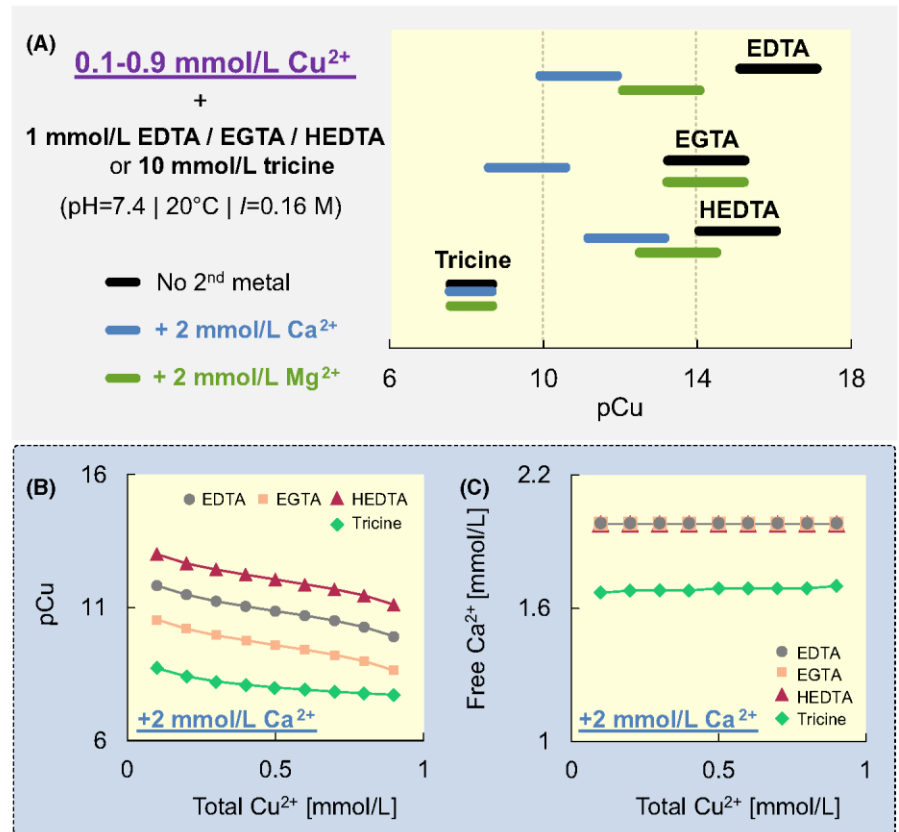 (A)
0.1-0.9 mmol/L Cu²⁺
+
1 mmol/L EDTA / EGTA / HEDTA
or 10 mmol/L tricine
(pH=7.4 | 20°C | I=0.16 M)
No 2nd metal
+ 2 mmol/L Ca²⁺
+ 2 mmol/L Mg²⁺
EDTA
EGTA
HEDTA
Tricine
6 10 14 18
pCu
(B)
16
11
6
pCu
EDTA EGTA HEDTA
Tricine
+2 mmol/L Ca²⁺
0 0.5 1
Total Cu²⁺ [mmol/L]
(C)
2.2
1.6
1
Free Ca²⁺ [mmol/L]
EDTA
EGTA
HEDTA
Tricine
+2 mmol/L Ca²⁺
0 0.5 1
Total Cu²⁺ [mmol/L]